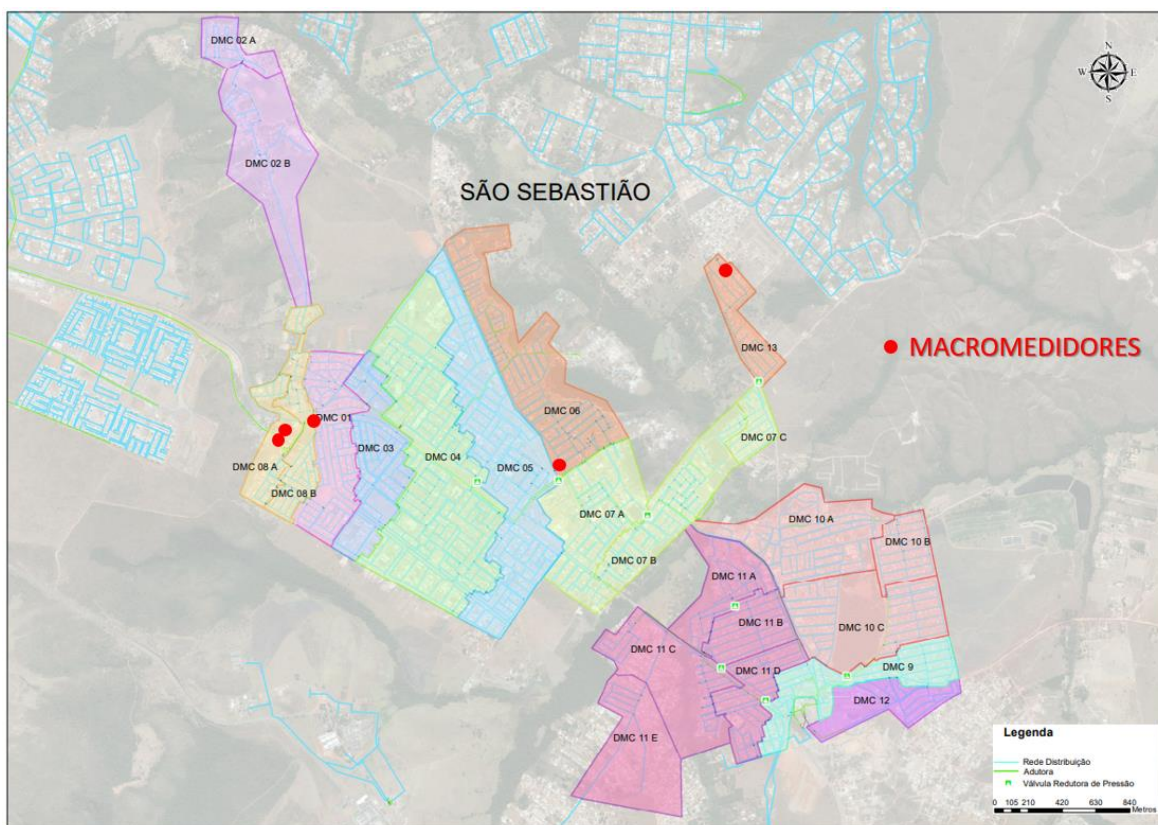 DMC 02 A
N
W
E
S
DMC 02 B
SÃO SEBASTIÃO
DMC 13
MACROMEDIDORES
DMC 06
DMC 01
DMC 07 C
DMC 03
DMC 04
DMC 05
DMC 08 A
DMC 08 B
DMC 07 A
DMC 10 A
DMC 10 B
DMC 07 B
DMC 11 A
DMC 11 B
DMC 10 C
DMC 11 C
DMC 11 D
DMC 9
DMC 12
DMC 11 E
Legenda
Rede Distribuição
Adutora
Válvula Redutora de Pressão
0 105 210 420 630 840
Metros